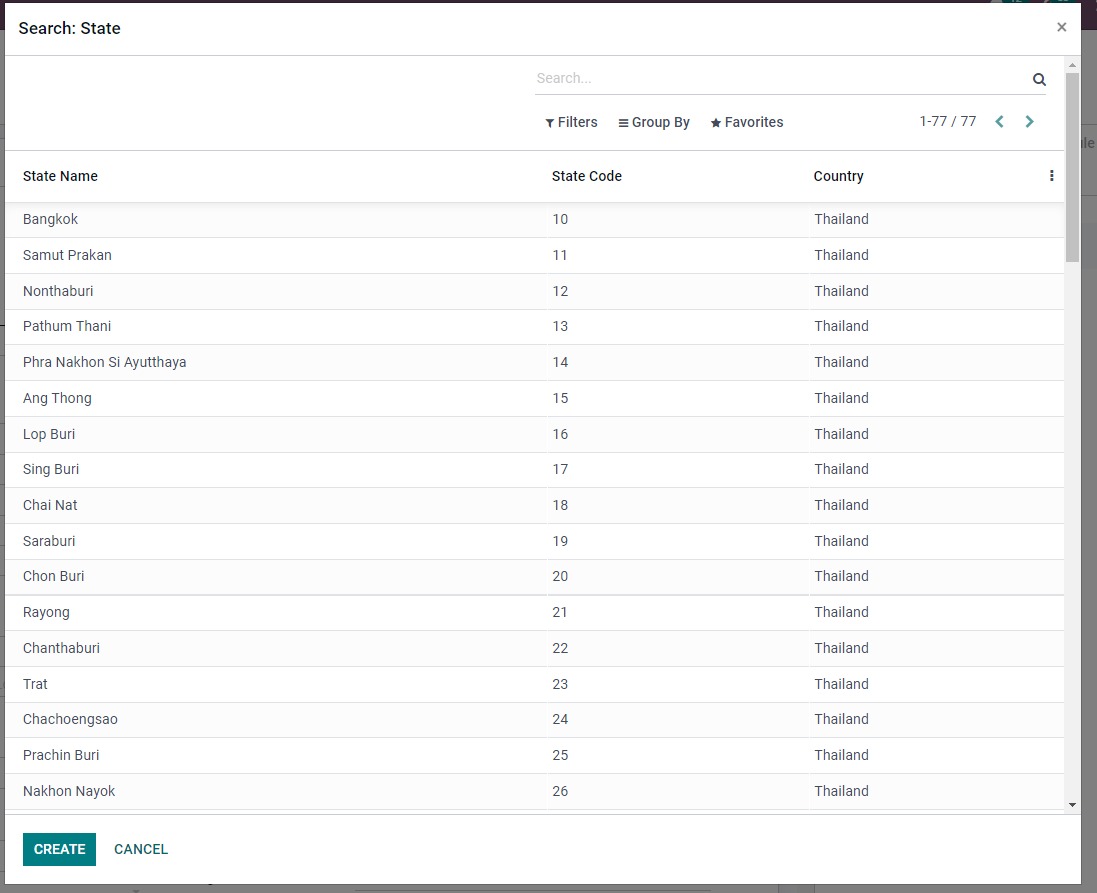 Search: State
×
Search...
Filters Group By Favorites 1-77 / 77
State Name State Code Country
Bangkok 10 Thailand
Samut Prakan 11 Thailand
Nonthaburi 12 Thailand
Pathum Thani 13 Thailand
Phra Nakhon Si Ayutthaya 14 Thailand
Ang Thong 15 Thailand
Lop Buri 16 Thailand
Sing Buri 17 Thailand
Chai Nat 18 Thailand
Saraburi 19 Thailand
Chon Buri 20 Thailand
Rayong 21 Thailand
Chanthaburi 22 Thailand
Trat 23 Thailand
Chachoengsao 24 Thailand
Prachin Buri 25 Thailand
Nakhon Nayok 26 Thailand
CREATE CANCEL